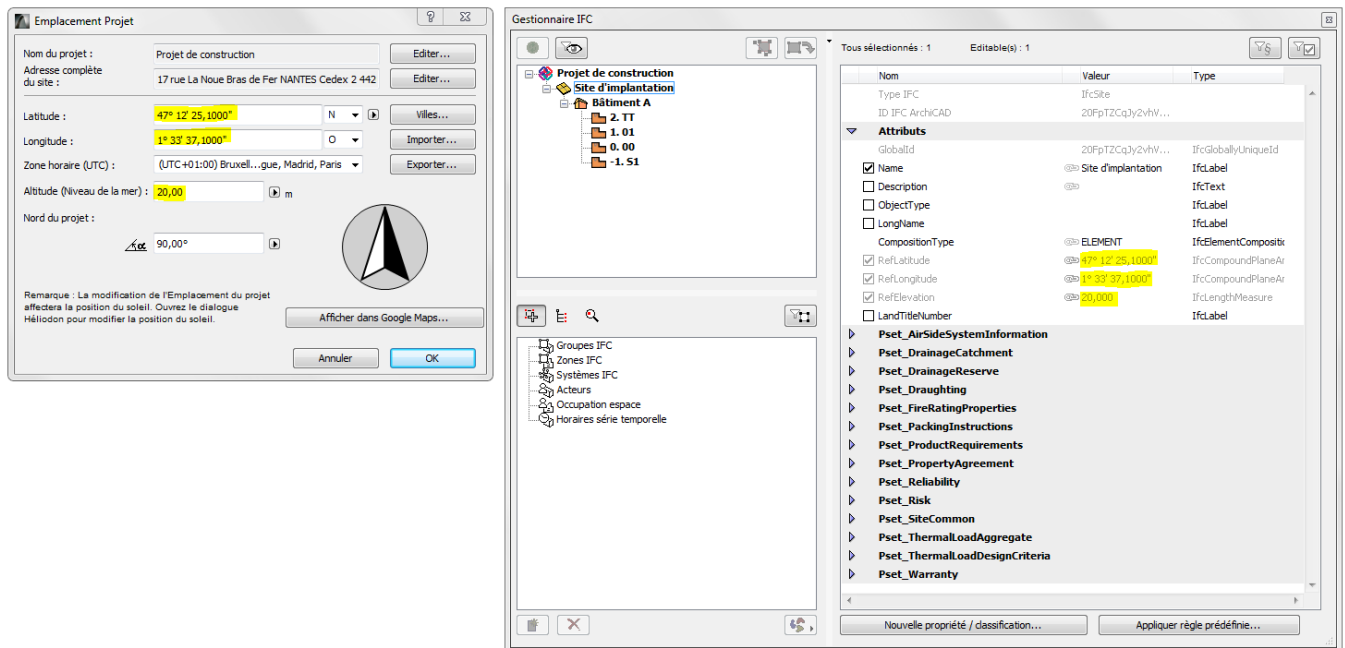 Emplacement Projet
Nom du projet :
Projet de construction
Editer...
Adresse complète
du site :
17 rue La Noue Bras de Fer NANTES Cedex 2 442
Editer...
Latitude :
47° 12' 25,1000"
N
Villes...
Longitude :
1° 33' 37,1000"
O
Importer...
Zone horaire (UTC) :
(UTC+01:00) Bruxell...gue, Madrid, Paris
Exporter...
Altitude (Niveau de la mer) :
20,00
m
Nord du projet :
90,00°
Remarque : La modification de l'Emplacement du projet
affectera la position du soleil. Ouvrez le dialogue
Héliodon pour modifier la position du soleil.
Afficher dans Google Maps...
Annuler
OK
Gestionnaire IFC
Projet de construction
Site d'implantation
Bâtiment A
2. TT
1. 01
0. 00
-1. S1
Groupes IFC
Zones IFC
Systèmes IFC
Acteurs
Occupation espace
Horaires série temporelle
Tous sélectionnés : 1
Editable(s) : 1
Nom
Valeur
Type
Type IFC
IfcSite
ID IFC ArchiCAD
20FpTZCqJy2vhV...
Attributs
GlobalId
20FpTZCqJy2vhV...
IfcGloballyUniqueId
Name
Site d'implantation
IfcLabel
Description
IfcText
ObjectType
IfcLabel
LongName
IfcLabel
CompositionType
ELEMENT
IfcElementCompositic
RefLatitude
47° 12' 25,1000"
IfcCompoundPlaneAr
RefLongitude
1° 33' 37,1000"
IfcCompoundPlaneAr
RefElevation
20,000
IfcLengthMeasure
LandTitleNumber
IfcLabel
Pset_AirSideSystemInformation
Pset_DrainageCatchment
Pset_DrainageReserve
Pset_Draughting
Pset_FireRatingProperties
Pset_PackingInstructions
Pset_ProductRequirements
Pset_PropertyAgreement
Pset_Reliability
Pset_Risk
Pset_SiteCommon
Pset_ThermalLoadAggregate
Pset_ThermalLoadDesignCriteria
Pset_Warranty
Nouvelle propriété / classification...
Appliquer règle prédéfinie...